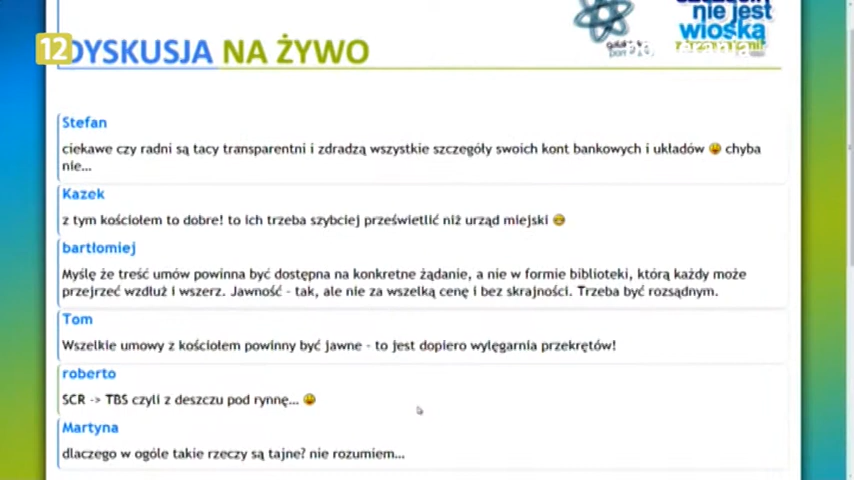 12
nie jest
wioską
DYSKUSJA NA ŻYWO
Stefan
ciekawe czy radni są tacy transparentni i zdradzą wszystkie szczegóły swoich kont bankowych i układów 😀 chyba
nie...
Kazek
z tym kościołem to dobre! to ich trzeba szybciej prześwietlić niż urząd miejski 😎
bartłomiej
Myślę że treść umów powinna być dostępna na konkretne żądanie, a nie w formie biblioteki, którą każdy może
przejrzeć wzdłuż i wszerz. Jawność - tak, ale nie za wszelką cenę i bez skrajności. Trzeba być rozsądnym.
Tom
Wszelkie umowy z kościołem powinny być jawne - to jest dopiero wylęgarnia przekrętów!
roberto
SCR -> TBS czyli z deszczu pod rynnę... 😀
Martyna
dlaczego w ogóle takie rzeczy są tajne? nie rozumiem...